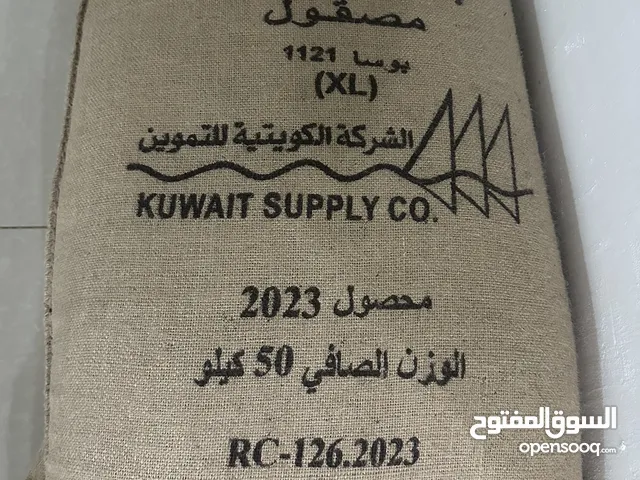 مصقول
بوسا 1121
(XL)
الشركة الكويتية للتموين
KUWAIT SUPPLY CO.
محصول 2023
الوزن الصافي 50 كيلو
RC-126.2023
السوق المفتوح
opensooq.com